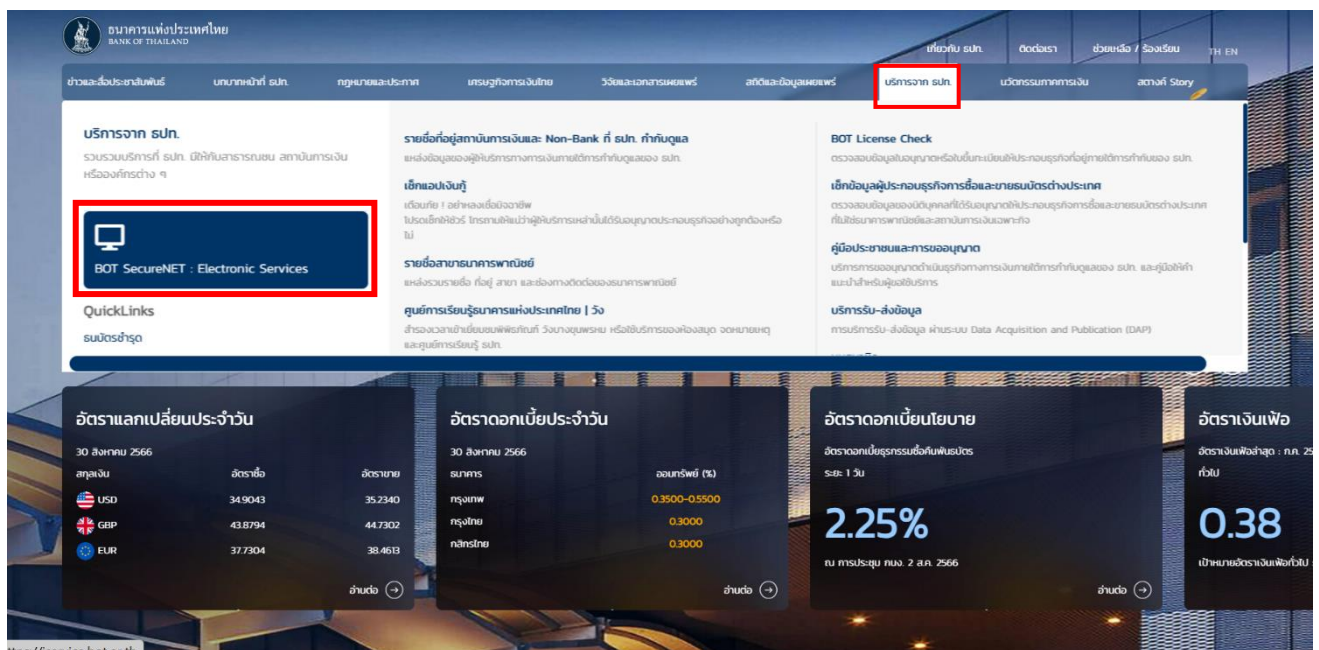 ธนาคารแห่งประเทศไทย
BANK OF THAILAND
เกี่ยวกับ ธปท. ติดต่อเรา ช่วยเหลือ / ร้องเรียน TH EN
ข่าวและสื่อประชาสัมพันธ์ บทบาทหน้าที่ ธปท. กฎหมายและประกาศ เศรษฐกิจการเงินไทย วิจัยและเอกสารเผยแพร่ สถิติและข้อมูลเผยแพร่ บริการจาก ธปท. นวัตกรรมภาคการเงิน สตางค์ Story
บริการจาก ธปท.
รวบรวมบริการที่ ธปท. มีให้กับสาธารณชน สถาบันการเงิน
หรือองค์กรต่าง ๆ
BOT SecureNET : Electronic Services
QuickLinks
ธนบัตรชำรุด
รายชื่อที่อยู่สถาบันการเงินและ Non-Bank ที่ ธปท. กำกับดูแล
แหล่งข้อมูลของผู้ให้บริการทางการเงินภายใต้การกำกับดูแลของ ธปท.
เช็กแอปเงินกู้
เตือนภัย ! อย่าหลงเชื่อมิจฉาชีพ
โปรดเช็กให้ชัวร์ ใครทานให้แน่ว่าผู้ให้บริการเหล่านั้นได้รับอนุญาตประกอบธุรกิจอย่างถูกต้องหรือ
ไม่
รายชื่อสาขาธนาคารพาณิชย์
แหล่งรวบรายชื่อ ที่อยู่ สาขา และช่องทางติดต่อของธนาคารพาณิชย์
ศูนย์การเรียนรู้ธนาคารแห่งประเทศไทย | วัง
สำรองเวลาเข้าเยี่ยมชมพิพิธภัณฑ์ วังบางขุนพรหม หรือใช้บริการของห้องสมุด จดหมายเหตุ
และศูนย์การเรียนรู้ ธปท.
BOT License Check
ตรวจสอบข้อมูลใบอนุญาตหรือใบขึ้นทะเบียนให้ประกอบธุรกิจที่อยู่ภายใต้การกำกับของ ธปท.
เช็กข้อมูลผู้ประกอบธุรกิจการซื้อและขายธนบัตรต่างประเทศ
ตรวจสอบข้อมูลของนิติบุคคลที่ได้รับอนุญาตให้ประกอบธุรกิจการซื้อและขายธนบัตรต่างประเทศ
ที่ไม่ใช่ธนาคารพาณิชย์และสถาบันการเงินเฉพาะกิจ
คู่มือประชาชนและการขออนุญาต
บริการการขออนุญาตดำเนินธุรกิจทางการเงินภายใต้การกำกับดูแลของ ธปท. และคู่มือให้คำ
แนะนำสำหรับผู้ขอใช้บริการ
บริการรับ-ส่งข้อมูล
การบริการรับ-ส่งข้อมูล ผ่านระบบ Data Acquisition and Publication (DAP)
อัตราแลกเปลี่ยนประจำวัน
30 สิงหาคม 2566
สกุลเงิน อัตราซื้อ อัตราขาย
USD 34.9043 35.2340
GBP 43.8794 44.7302
EUR 37.7304 38.4613
อ่านต่อ
อัตราดอกเบี้ยประจำวัน
30 สิงหาคม 2566
ธนาคาร ออมทรัพย์ (%)
กรุงเทพ 0.3500-0.5500
กรุงไทย 0.3000
กสิกรไทย 0.3000
อ่านต่อ
อัตราดอกเบี้ยนโยบาย
อัตราดอกเบี้ยธุรกรรมซื้อคืนพันธบัตร
ระยะ 1 วัน
2.25%
ณ การประชุม กนง. 2 ส.ค. 2566
อ่านต่อ
อัตราเงินเฟ้อ
อัตราเงินเฟ้อล่าสุด : ก.ค. 25
ทั่วไป
0.38
เป้าหมายอัตราเงินเฟ้อทั่วไป :